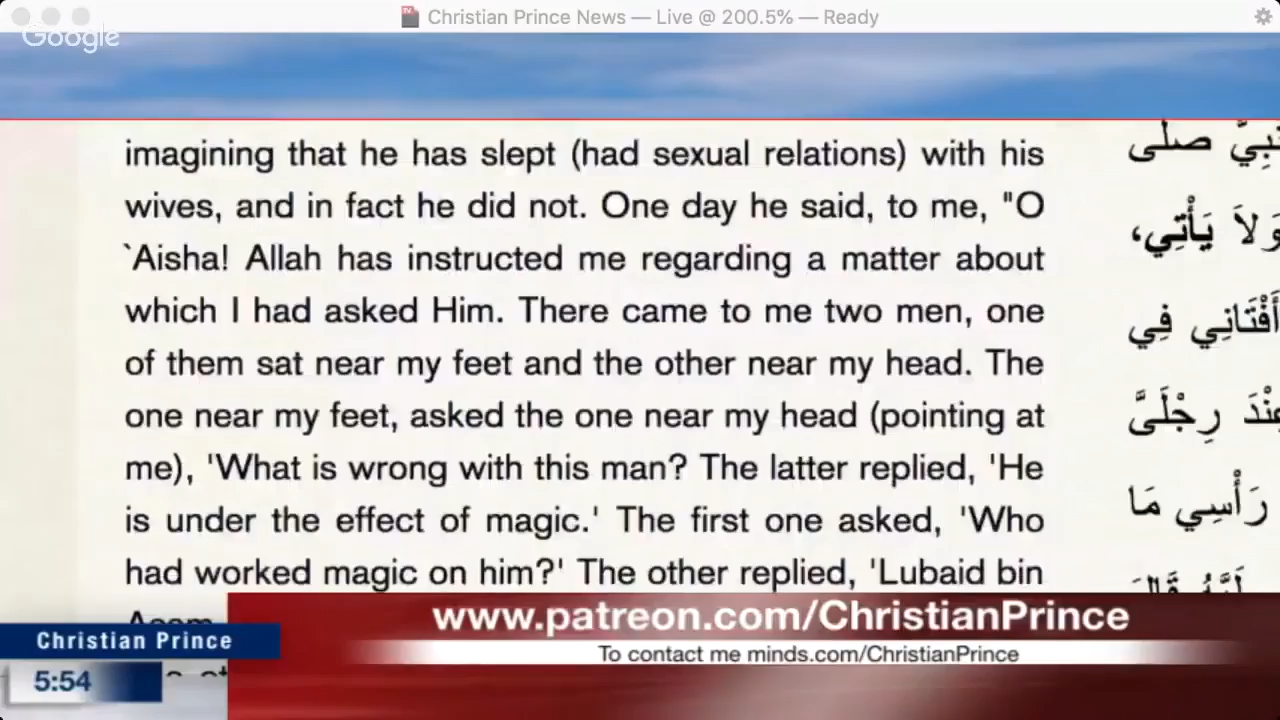 Christian Prince News — Live @ 200.5% — Ready
Google
imagining that he has slept (had sexual relations) with his
wives, and in fact he did not. One day he said, to me, "O
`Aisha! Allah has instructed me regarding a matter about
which I had asked Him. There came to me two men, one
of them sat near my feet and the other near my head. The
one near my feet, asked the one near my head (pointing at
me), 'What is wrong with this man? The latter replied, 'He
is under the effect of magic.' The first one asked, 'Who
had worked magic on him?' The other replied, 'Lubaid bin
صلى
وَلاَ يَأْتِي،
أَفْتَانِي فِي
رِجْلَىَّ
رَأْسِي مَا
www.patreon.com/ChristianPrince
To contact me minds.com/ChristianPrince
Christian Prince
5:54